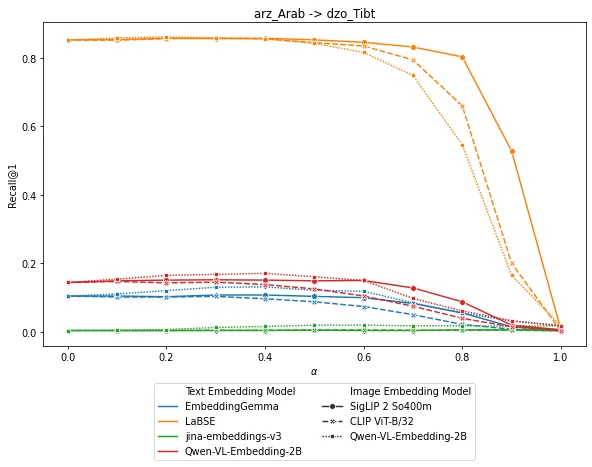 arz_Arab -> dzo_Tibt
Recall@1
0.8
0.6
0.4
0.2
0.0
0.0 0.2 0.4 0.6 0.8 1.0
α
Text Embedding Model Image Embedding Model
EmbeddingGemma SigLIP 2 So400m
LaBSE CLIP ViT-B/32
jina-embeddings-v3 Qwen-VL-Embedding-2B
Qwen-VL-Embedding-2B